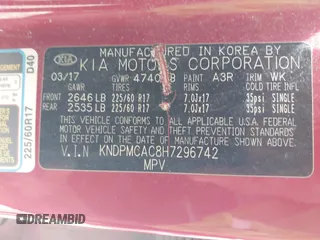 MANUFACTURED IN KOREA BY
KIA KIA MOTORS CORPORATION
03/17 GVWR 4740LB PAINT A3R TRIM WK
GAWR TIRES RIMS COLD TIRE INFL
FRONT 2646 LB 225/60 R17 7.0JX17 35psi SINGLE
REAR 2535 LB 225/60 R17 7.0JX17 35psi SINGLE
THIS VEHICLE CONFORMS TO ALL APPLICABLE
U.S.A. FEDERAL MOTOR VEHICLE SAFETY AND
THEFT PREVENTION STANDARDS IN EFFECT ON THE
DATE OF MANUFACTURE SHOWN ABOVE.
V.I.N KNDPMCAC8H7296742
MPV
225/60R17 D40
© DREAMBID.COM